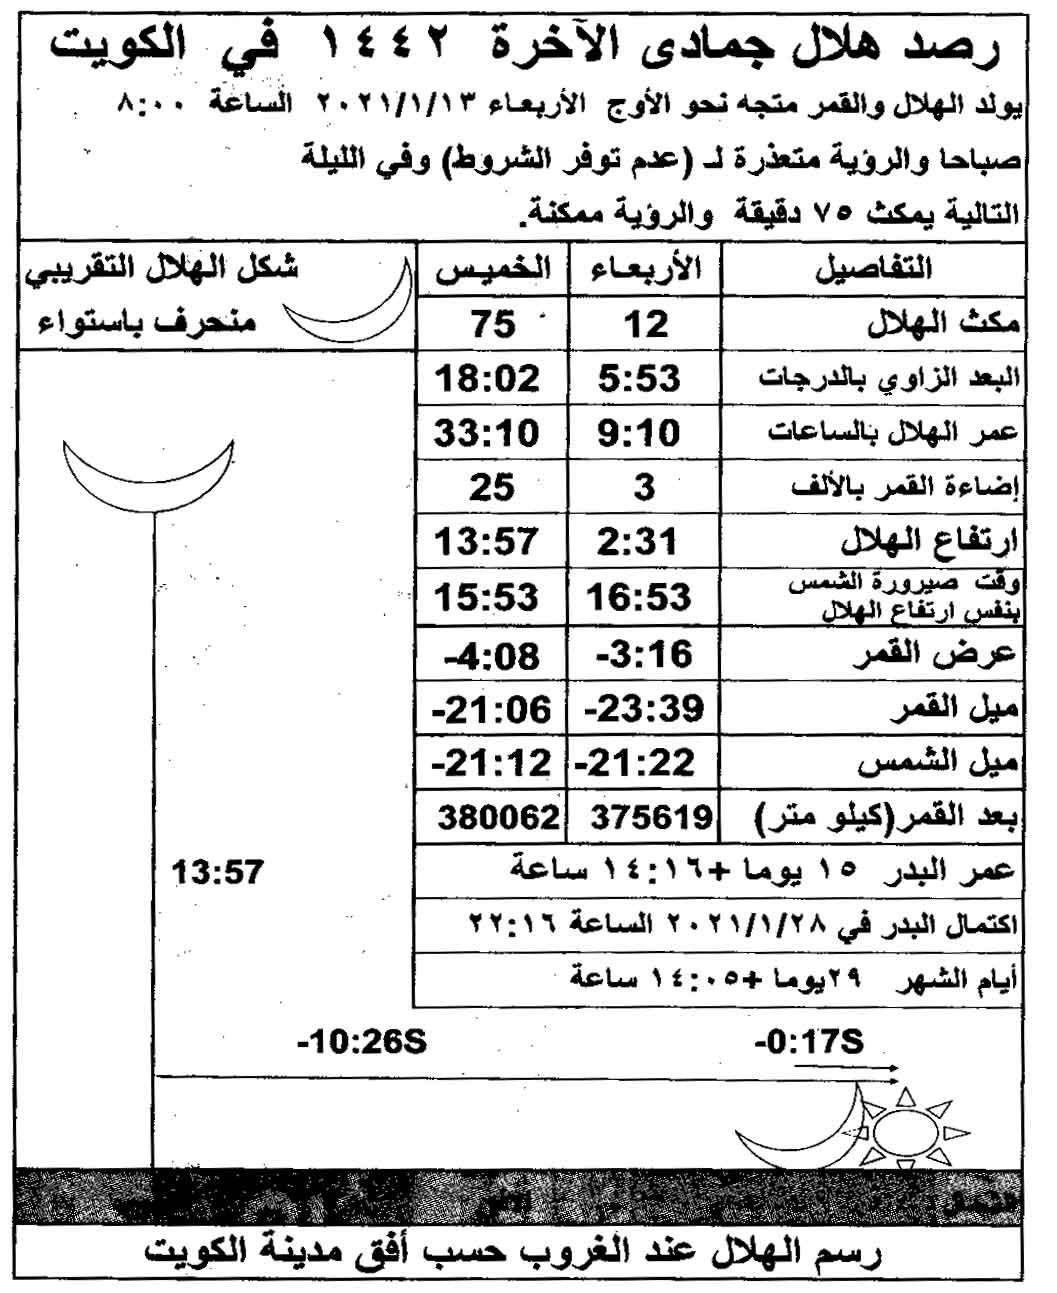 رصد هلال جمادى الآخرة ١٤٤٢ في الكويت
يولد الهلال والقمر متجه نحو الأوج الأربعاء ٢٠٢١/١/١٣ الساعة ٨:٠٠
صباحا والرؤية متعذرة لـ (عدم توفر الشروط) وفي الليلة
التالية يمكث ٧٥ دقيقة والرؤية ممكنة.
التفاصيل الأربعاء الخميس
شكل الهلال التقريبي
منحرف باستواء
مكث الهلال 12 75
البعد الزاوي بالدرجات 5:53 18:02
عمر الهلال بالساعات 9:10 33:10
إضاءة القمر بالألف 3 25
ارتفاع الهلال 2:31 13:57
وقت صيرورة الشمس
بنفس ارتفاع الهلال 16:53 15:53
عرض القمر -3:16 -4:08
ميل القمر -23:39 -21:06
ميل الشمس -21:22 -21:12
بعد القمر(كيلو متر) 375619 380062
عمر البدر ١٥ يوما +١٤:١٦ ساعة
اكتمال البدر في ٢٠٢١/١/٢٨ الساعة ٢٢:١٦
أيام الشهر ٢٩يوما +١٤:٠٥ ساعة
13:57
-10:26S
-0:17S
رسم الهلال عند الغروب حسب أفق مدينة الكويت